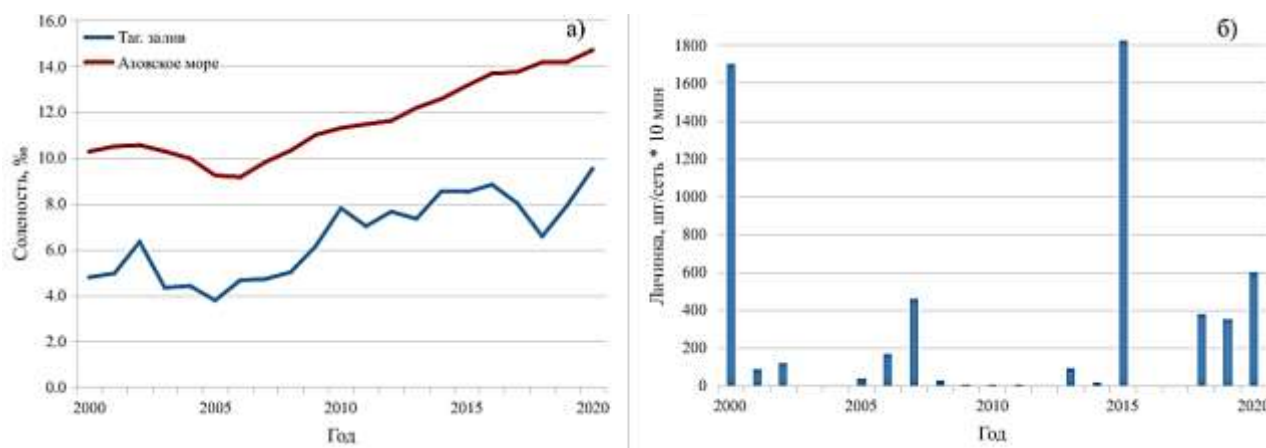 а)
Таг. залив
Азовское море
Соленость, ‰
16.0
14.0
12.0
10.0
8.0
6.0
4.0
2.0
0.0
2000 2005 2010 2015 2020
Год
б)
Личинка, шт/сеть * 10 мин
1800
1600
1400
1200
1000
800
600
400
200
0
2000 2005 2010 2015 2020
Год